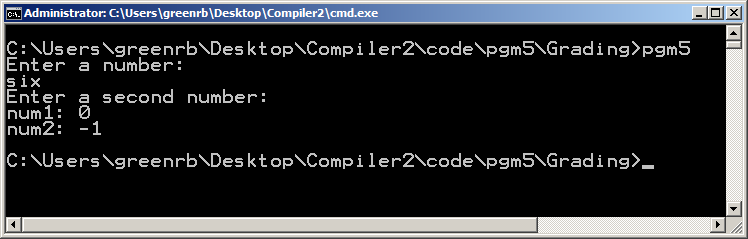 Administrator: C:\Users\greenrb\Desktop\Compiler2\cmd.exe
C:\Users\greenrb\Desktop\Compiler2\code\pgm5\Grading>pgm5
Enter a number:
six
Enter a second number:
num1: 0
num2: -1
C:\Users\greenrb\Desktop\Compiler2\code\pgm5\Grading>_